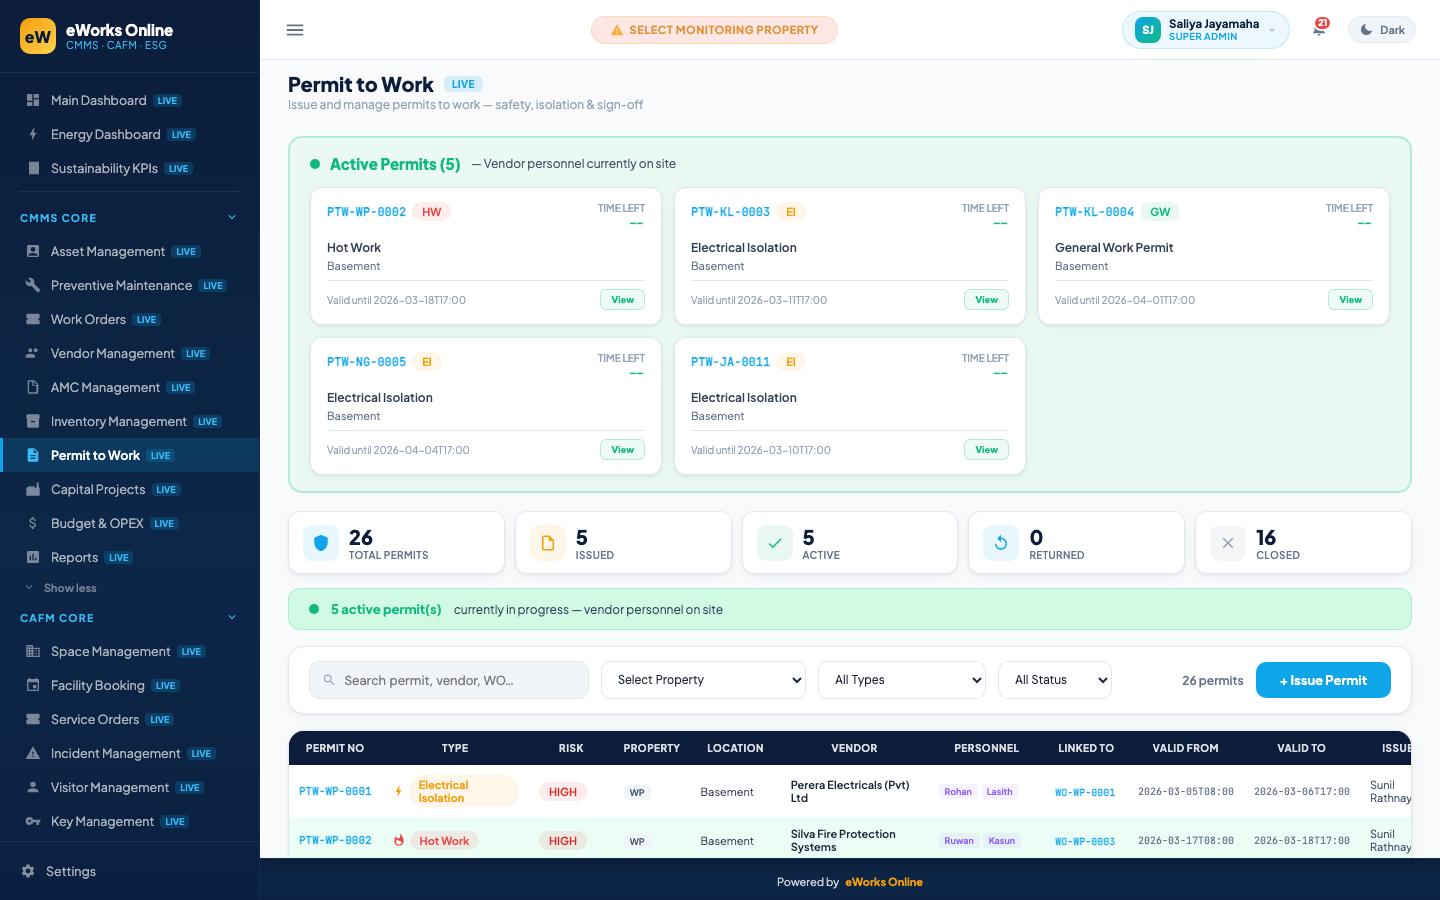 eW
eWorks Online
CMMS · CAFM · ESG
Main Dashboard LIVE
Energy Dashboard LIVE
Sustainability KPIs LIVE
CMMS CORE
Asset Management LIVE
Preventive Maintenance LIVE
Work Orders LIVE
Vendor Management LIVE
AMC Management LIVE
Inventory Management LIVE
Permit to Work LIVE
Capital Projects LIVE
Budget & OPEX LIVE
Reports LIVE
Show less
CAFM CORE
Space Management LIVE
Facility Booking LIVE
Service Orders LIVE
Incident Management LIVE
Visitor Management LIVE
Key Management LIVE
Settings
SELECT MONITORING PROPERTY
SJ
Saliya Jayamaha
SUPER ADMIN
21
Dark
Permit to Work LIVE
Issue and manage permits to work — safety, isolation & sign-off
Active Permits (5) — Vendor personnel currently on site
PTW-WP-0002 HW TIME LEFT
--
Hot Work
Basement
Valid until 2026-03-18T17:00 View
PTW-KL-0003 EI TIME LEFT
--
Electrical Isolation
Basement
Valid until 2026-03-11T17:00 View
PTW-KL-0004 GW TIME LEFT
--
General Work Permit
Basement
Valid until 2026-04-01T17:00 View
PTW-NG-0005 EI TIME LEFT
--
Electrical Isolation
Basement
Valid until 2026-04-04T17:00 View
PTW-JA-0011 EI TIME LEFT
--
Electrical Isolation
Basement
Valid until 2026-03-10T17:00 View
26
TOTAL PERMITS
5
ISSUED
5
ACTIVE
0
RETURNED
16
CLOSED
5 active permit(s) currently in progress — vendor personnel on site
Search permit, vendor, WO... Select Property All Types All Status 26 permits + Issue Permit
PERMIT NO TYPE RISK PROPERTY LOCATION VENDOR PERSONNEL LINKED TO VALID FROM VALID TO ISSUE
PTW-WP-0001 Electrical Isolation HIGH WP Basement Perera Electricals (Pvt) Ltd Rohan Lasith WO-WP-0001 2026-03-05T08:00 2026-03-06T17:00 Sunil Rathnay
PTW-WP-0002 Hot Work HIGH WP Basement Silva Fire Protection Systems Ruwan Kasun WO-WP-0003 2026-03-17T08:00 2026-03-18T17:00 Sunil Rathnay
Powered by eWorks Online